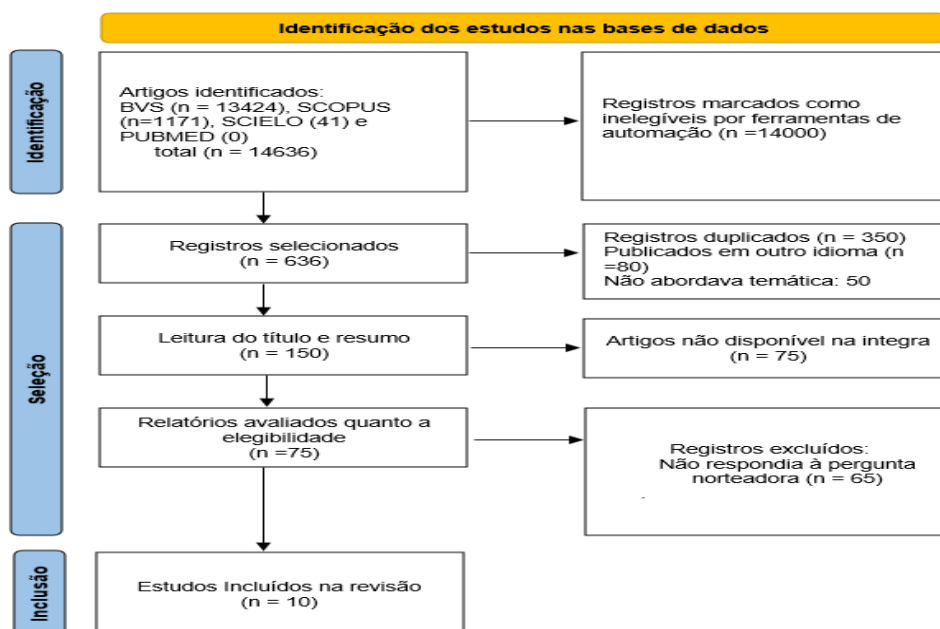 Identificação dos estudos nas bases de dados
Identificação
Artigos identificados:
BVS (n = 13424), SCOPUS
(n=1171), SCIELO (41) e
PUBMED (0)
total (n = 14636)
Registros marcados como
inelegíveis por ferramentas de
automação (n =14000)
Seleção
Registros selecionados
(n = 636)
Registros duplicados (n = 350)
Publicados em outro idioma (n
=80)
Não abordava temática: 50
Leitura do título e resumo
(n = 150)
Artigos não disponível na integra
(n = 75)
Relatórios avaliados quanto a
elegibilidade
(n =75)
Registros excluídos:
Não respondia à pergunta
norteadora (n = 65)
.
Inclusão
Estudos Incluídos na revisão
(n = 10)